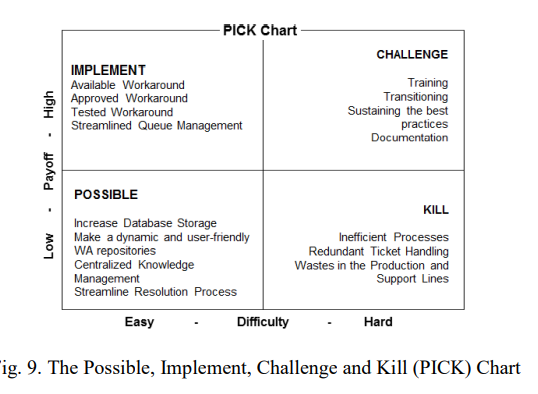 PICK Chart
IMPLEMENT
Available Workaround
Approved Workaround
Tested Workaround
Streamlined Queue Management
CHALLENGE
Training
Transitioning
Sustaining the best
practices
Documentation
POSSIBLE
Increase Database Storage
Make a dynamic and user-friendly
WA repositories
Centralized Knowledge
Management
Streamline Resolution Process
KILL
Inefficient Processes
Redundant Ticket Handling
Wastes in the Production and
Support Lines
Low - Payoff - High
Easy - Difficulty - Hard
ig. 9. The Possible, Implement, Challenge and Kill (PICK) Chart